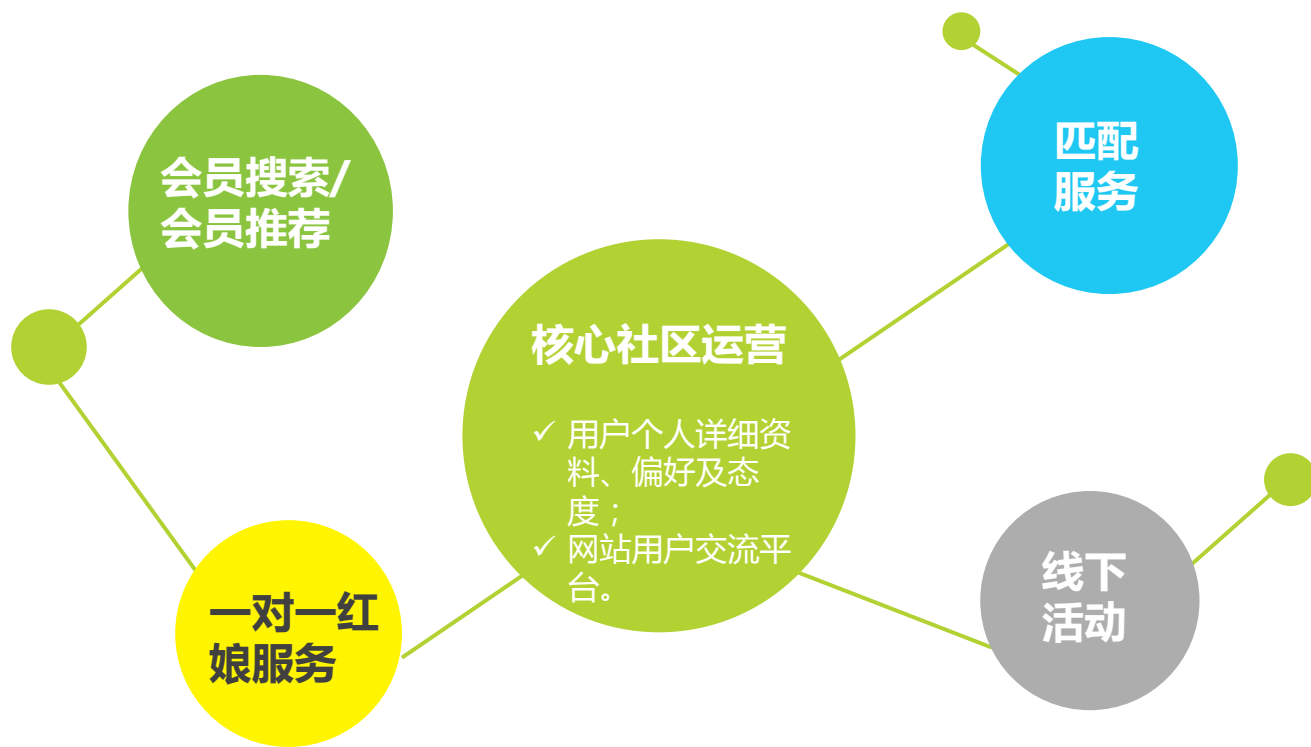 会员搜索/
会员推荐
匹配
服务
核心社区运营
✓ 用户个人详细资
料、偏好及态
度；
✓ 网站用户交流平
台。
一对一红
娘服务
线下
活动